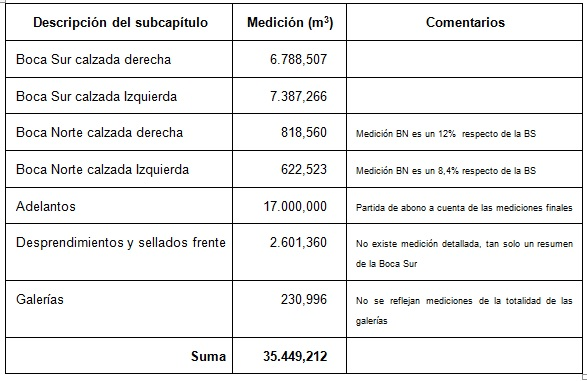 Descripción del subcapítulo Medición (m³) Comentarios
Boca Sur calzada derecha 6.788,507
Boca Sur calzada Izquierda 7.387,266
Boca Norte calzada derecha 818,560 Medición BN es un 12% respecto de la BS
Boca Norte calzada Izquierda 622,523 Medición BN es un 8,4% respecto de la BS
Adelantos 17.000,000 Partida de abono a cuenta de las mediciones finales
Desprendimientos y sellados frente 2.601,360 No existe medición detallada, tan solo un resumen
de la Boca Sur
Galerías 230,996 No se reflejan mediciones de la totalidad de las
galerías
Suma 35.449,212